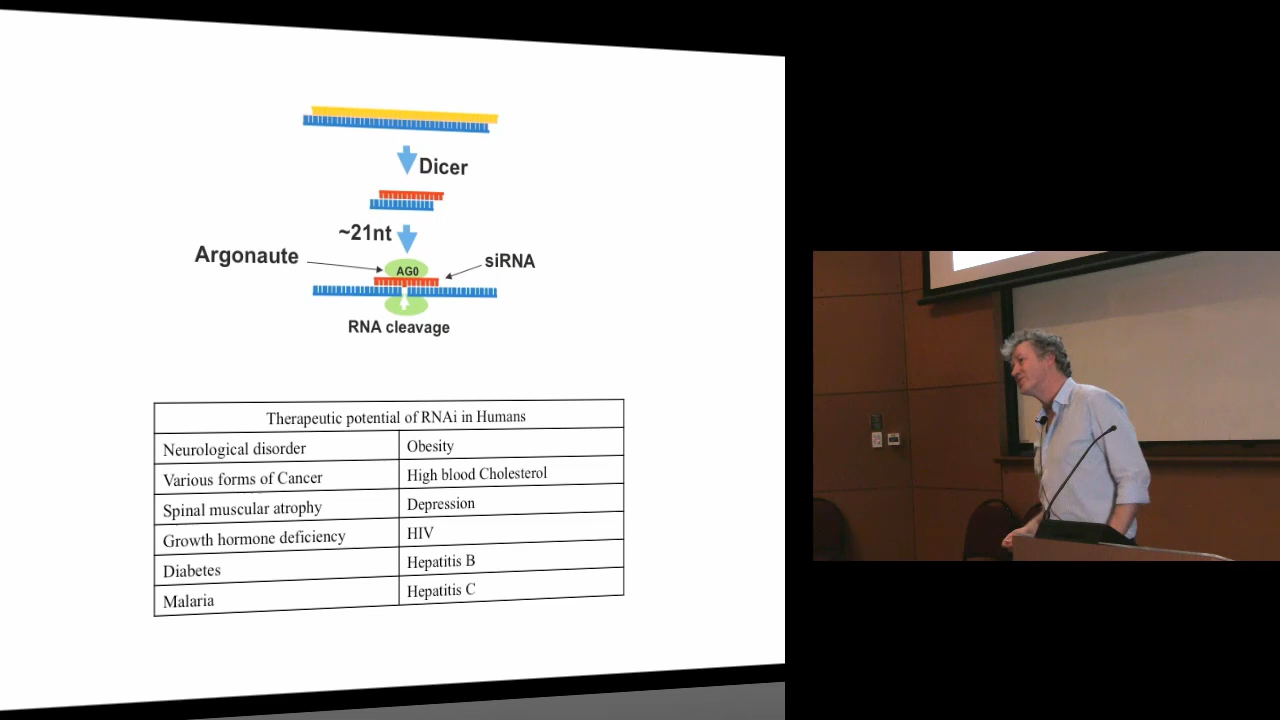 Dicer
~21nt
Argonaute
AG0
siRNA
RNA cleavage
Therapeutic potential of RNAi in Humans
Neurological disorder Obesity
Various forms of Cancer High blood Cholesterol
Spinal muscular atrophy Depression
Growth hormone deficiency HIV
Diabetes Hepatitis B
Malaria Hepatitis C